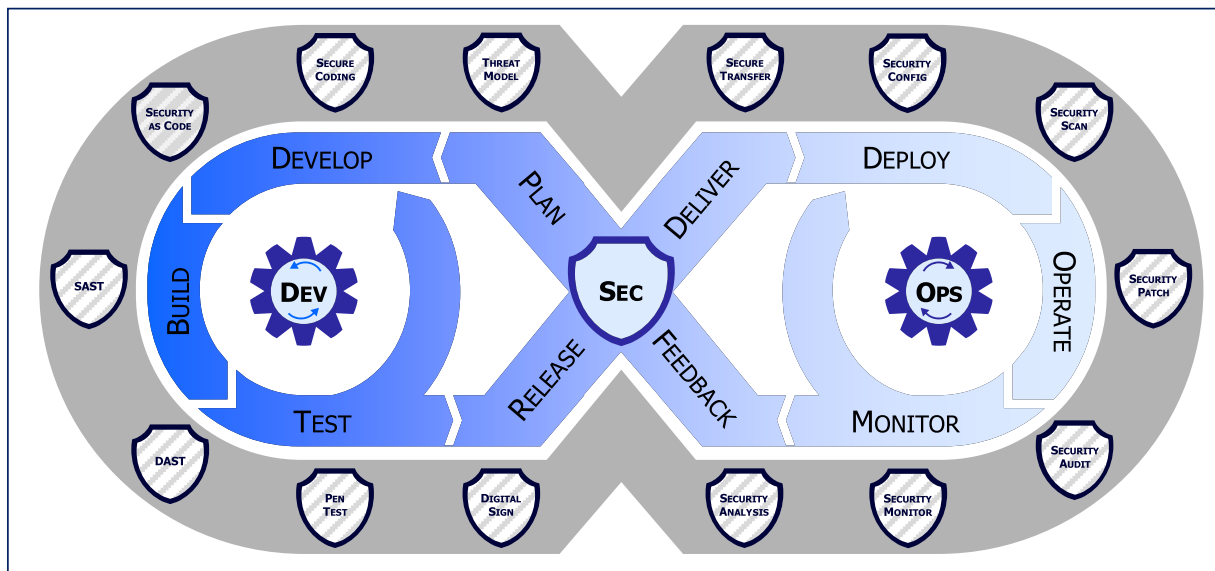 SECURE
CODING
THREAT
MODEL
SECURE
TRANSFER
SECURITY
CONFIG
SECURITY
AS CODE
SECURITY
SCAN
DEVELOP
PLAN
DELIVER
DEPLOY
SAST
BUILD
DEV
SEC
OPS
OPERATE
SECURITY
PATCH
TEST
RELEASE
FEEDBACK
MONITOR
DAST
SECURITY
AUDIT
PEN
TEST
DIGITAL
SIGN
SECURITY
ANALYSIS
SECURITY
MONITOR